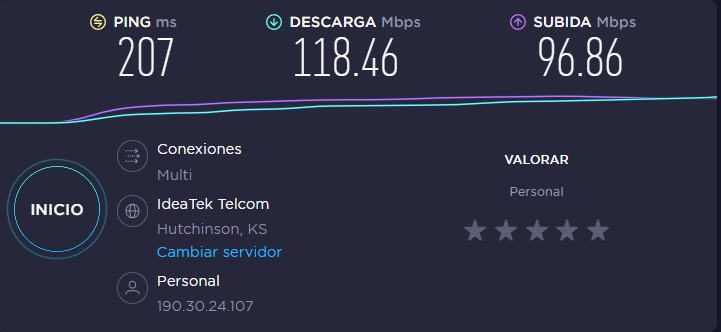 PING ms
DESCARGA Mbps
SUBIDA Mbps
207
118.46
96.86
Conexiones
Multi
IdeaTek Telcom
Hutchinson, KS
Cambiar servidor
Personal
190.30.24.107
INICIO
VALORAR
Personal